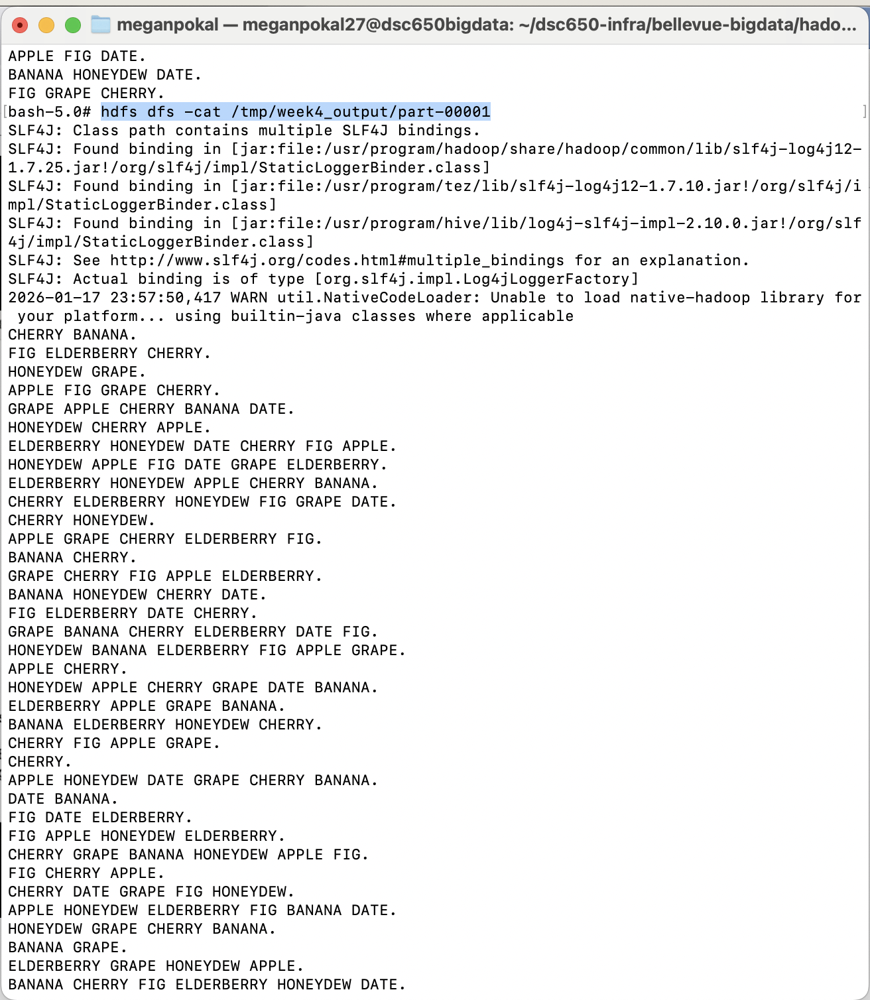 meganpokal — meganpokal27@dsc650bigdata: ~/dsc650-infra/bellevue-bigdata/hado...
APPLE FIG DATE.
BANANA HONEYDEW DATE.
FIG GRAPE CHERRY.
[bash-5.0# hdfs dfs -cat /tmp/week4_output/part-00001 ]
SLF4J: Class path contains multiple SLF4J bindings.
SLF4J: Found binding in [jar:file:/usr/program/hadoop/share/hadoop/common/lib/slf4j-log4j12-
1.7.25.jar!/org/slf4j/impl/StaticLoggerBinder.class]
SLF4J: Found binding in [jar:file:/usr/program/tez/lib/slf4j-log4j12-1.7.10.jar!/org/slf4j/i
mpl/StaticLoggerBinder.class]
SLF4J: Found binding in [jar:file:/usr/program/hive/lib/log4j-slf4j-impl-2.10.0.jar!/org/slf
4j/impl/StaticLoggerBinder.class]
SLF4J: See http://www.slf4j.org/codes.html#multiple_bindings for an explanation.
SLF4J: Actual binding is of type [org.slf4j.impl.Log4jLoggerFactory]
2026-01-17 23:57:50,417 WARN util.NativeCodeLoader: Unable to load native-hadoop library for
 your platform... using builtin-java classes where applicable
CHERRY BANANA.
FIG ELDERBERRY CHERRY.
HONEYDEW GRAPE.
APPLE FIG GRAPE CHERRY.
GRAPE APPLE CHERRY BANANA DATE.
HONEYDEW CHERRY APPLE.
ELDERBERRY HONEYDEW DATE CHERRY FIG APPLE.
HONEYDEW APPLE FIG DATE GRAPE ELDERBERRY.
ELDERBERRY HONEYDEW APPLE CHERRY BANANA.
CHERRY ELDERBERRY HONEYDEW FIG GRAPE DATE.
CHERRY HONEYDEW.
APPLE GRAPE CHERRY ELDERBERRY FIG.
BANANA CHERRY.
GRAPE CHERRY FIG APPLE ELDERBERRY.
BANANA HONEYDEW CHERRY DATE.
FIG ELDERBERRY DATE CHERRY.
GRAPE BANANA CHERRY ELDERBERRY DATE FIG.
HONEYDEW BANANA ELDERBERRY FIG APPLE GRAPE.
APPLE CHERRY.
HONEYDEW APPLE CHERRY GRAPE DATE BANANA.
ELDERBERRY APPLE GRAPE BANANA.
BANANA ELDERBERRY HONEYDEW CHERRY.
CHERRY FIG APPLE GRAPE.
CHERRY.
APPLE HONEYDEW DATE GRAPE CHERRY BANANA.
DATE BANANA.
FIG DATE ELDERBERRY.
FIG APPLE HONEYDEW ELDERBERRY.
CHERRY GRAPE BANANA HONEYDEW APPLE FIG.
FIG CHERRY APPLE.
CHERRY DATE GRAPE FIG HONEYDEW.
APPLE HONEYDEW ELDERBERRY FIG BANANA DATE.
HONEYDEW GRAPE CHERRY BANANA.
BANANA GRAPE.
ELDERBERRY GRAPE HONEYDEW APPLE.
BANANA CHERRY FIG ELDERBERRY HONEYDEW DATE.